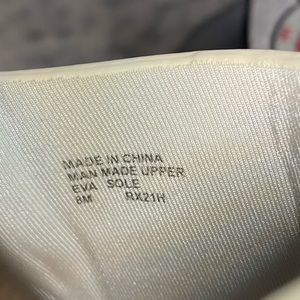 MADE IN CHINA
MAN MADE UPPER
EVA SOLE
8M RX21H